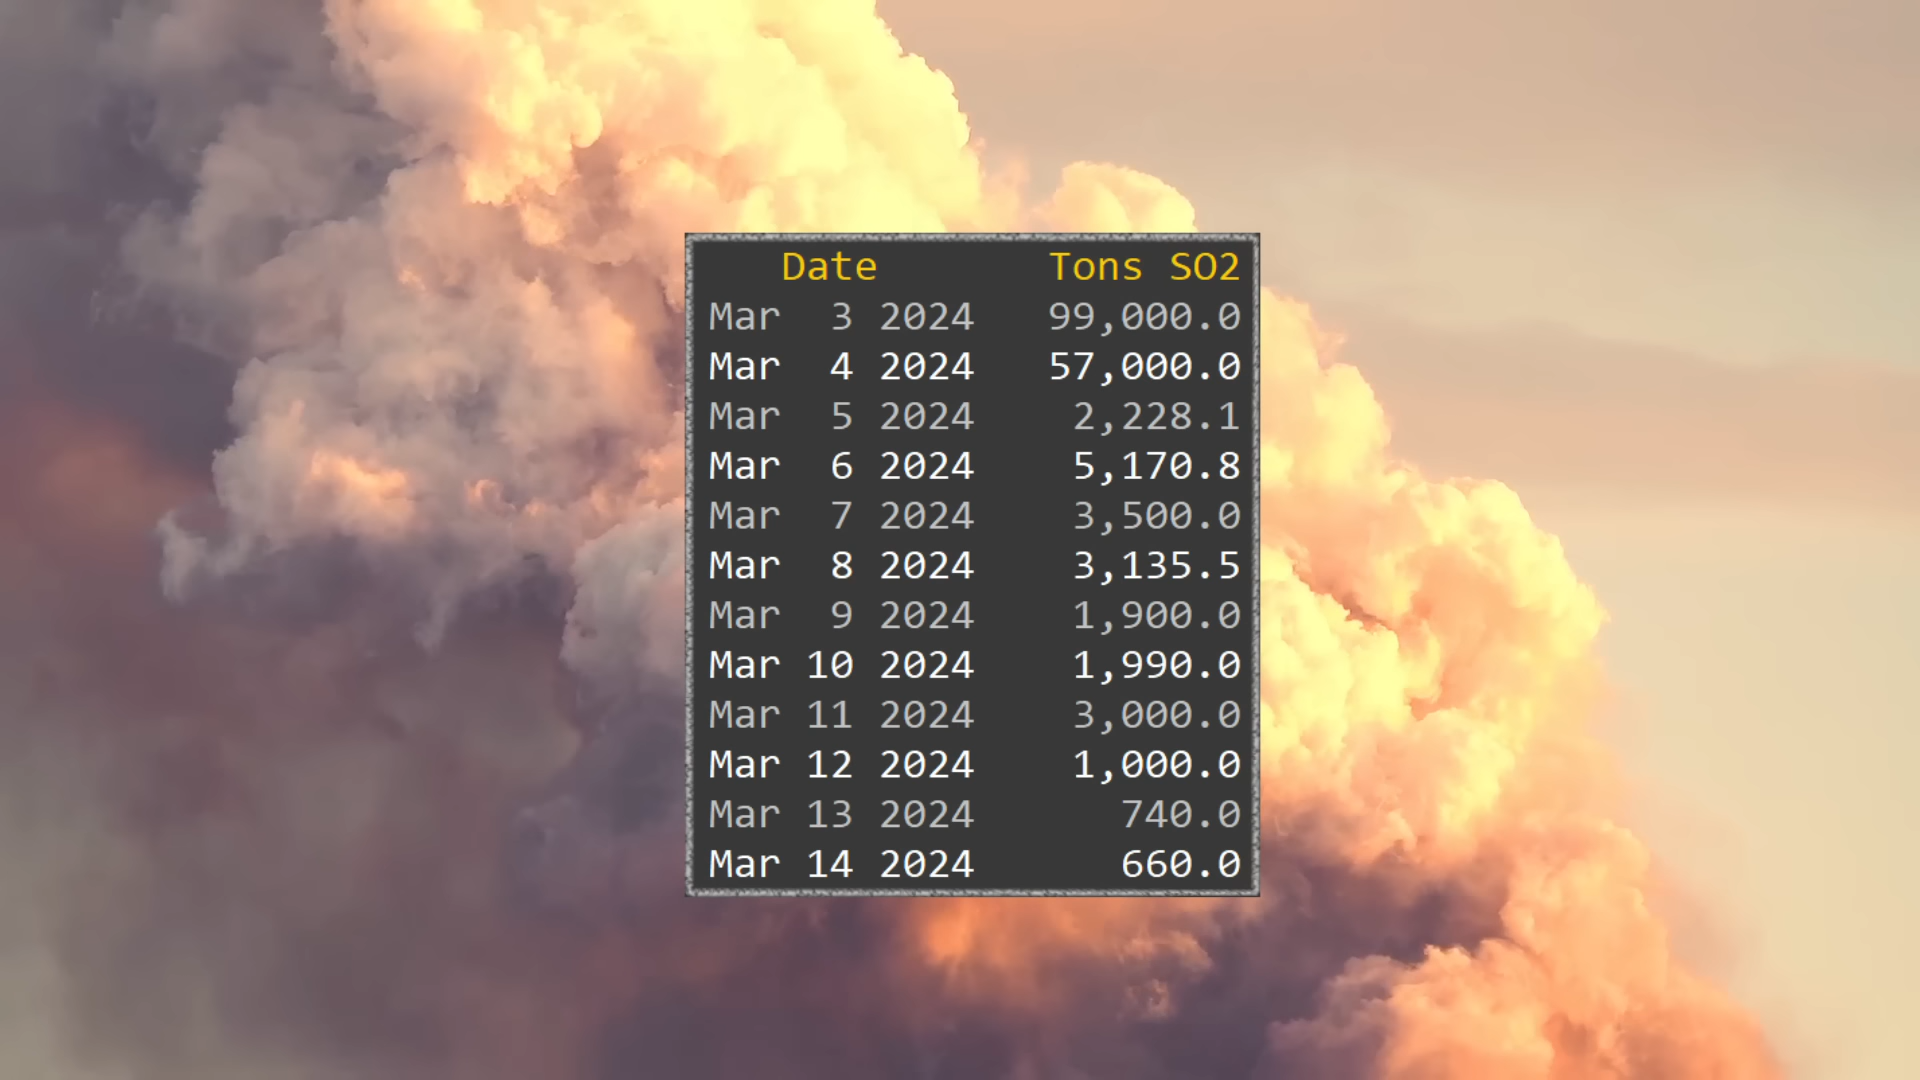 Date Tons SO2
Mar 3 2024 99,000.0
Mar 4 2024 57,000.0
Mar 5 2024 2,228.1
Mar 6 2024 5,170.8
Mar 7 2024 3,500.0
Mar 8 2024 3,135.5
Mar 9 2024 1,900.0
Mar 10 2024 1,990.0
Mar 11 2024 3,000.0
Mar 12 2024 1,000.0
Mar 13 2024 740.0
Mar 14 2024 660.0